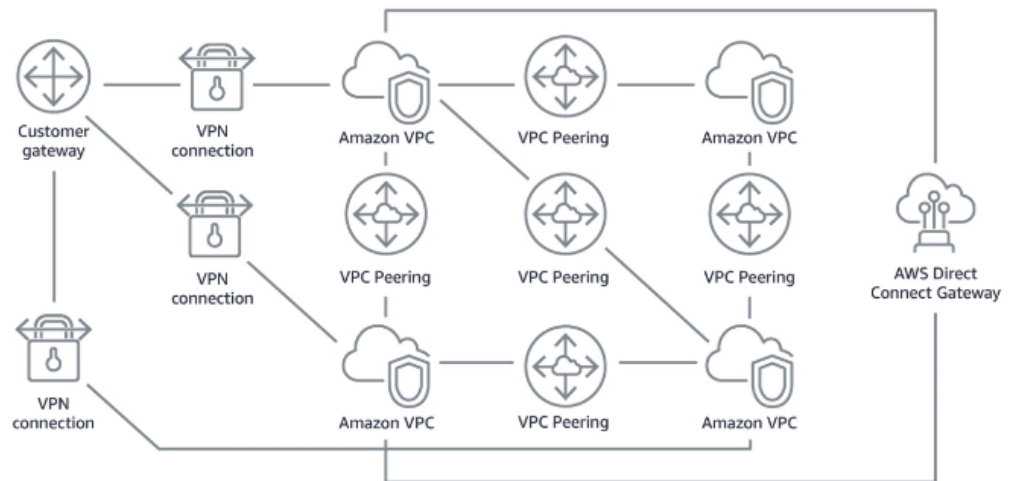 Customer
gateway
VPN
connection
Amazon VPC
VPC Peering
Amazon VPC
VPN
connection
VPC Peering
VPC Peering
VPC Peering
AWS Direct
Connect Gateway
VPN
connection
Amazon VPC
VPC Peering
Amazon VPC